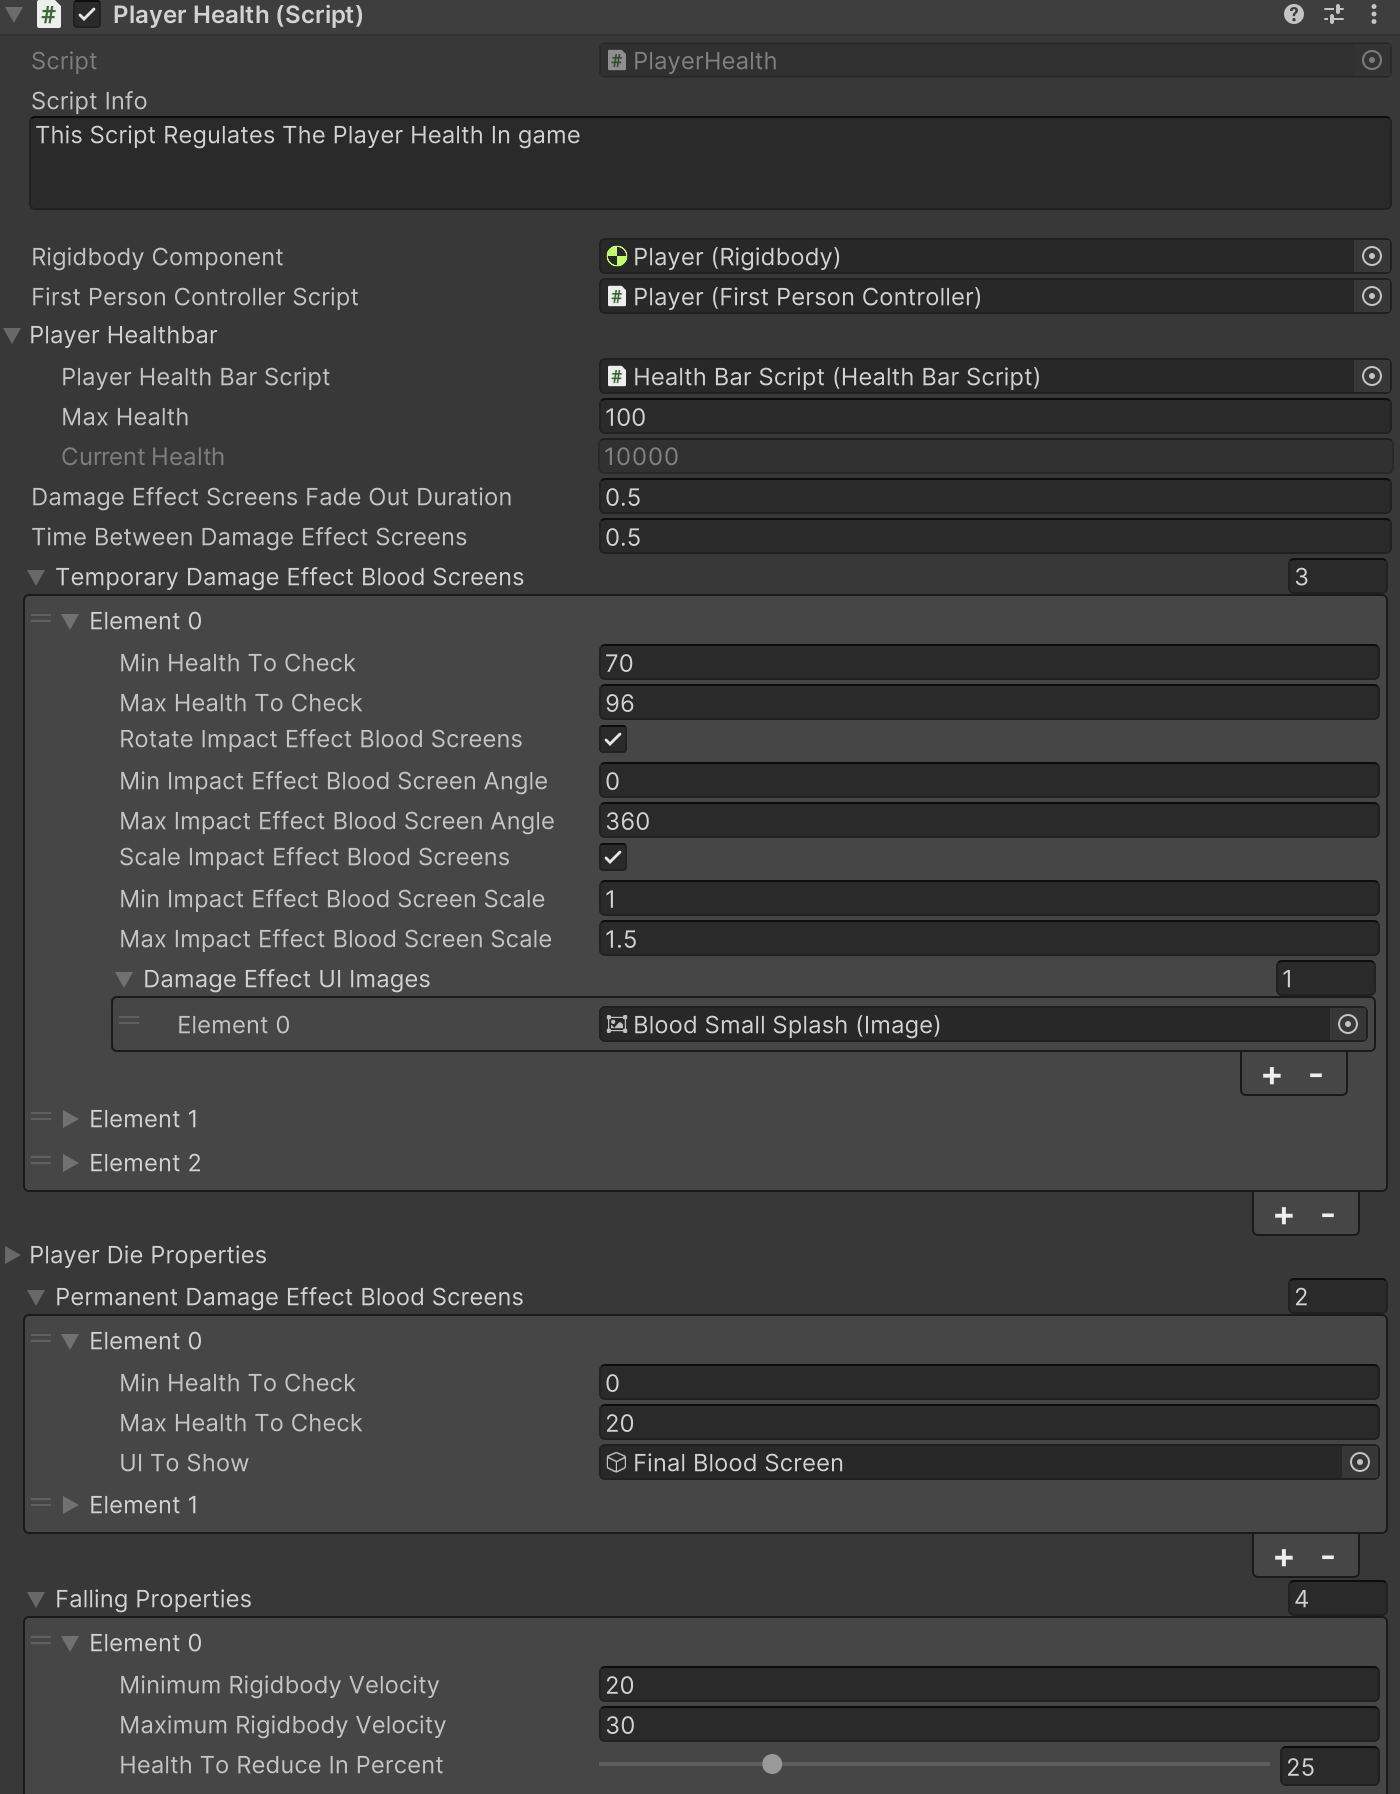 Player Health (Script)
Script PlayerHealth
Script Info
This Script Regulates The Player Health In game
Rigidbody Component Player (Rigidbody)
First Person Controller Script Player (First Person Controller)
Player Healthbar
Player Health Bar Script Health Bar Script (Health Bar Script)
Max Health 100
Current Health 10000
Damage Effect Screens Fade Out Duration 0.5
Time Between Damage Effect Screens 0.5
Temporary Damage Effect Blood Screens 3
Element 0
Min Health To Check 70
Max Health To Check 96
Rotate Impact Effect Blood Screens
Min Impact Effect Blood Screen Angle 0
Max Impact Effect Blood Screen Angle 360
Scale Impact Effect Blood Screens
Min Impact Effect Blood Screen Scale 1
Max Impact Effect Blood Screen Scale 1.5
Damage Effect UI Images 1
Element 0 Blood Small Splash (Image)
+ -
Element 1
Element 2
+ -
Player Die Properties
Permanent Damage Effect Blood Screens 2
Element 0
Min Health To Check 0
Max Health To Check 20
UI To Show Final Blood Screen
Element 1
+ -
Falling Properties 4
Element 0
Minimum Rigidbody Velocity 20
Maximum Rigidbody Velocity 30
Health To Reduce In Percent 25